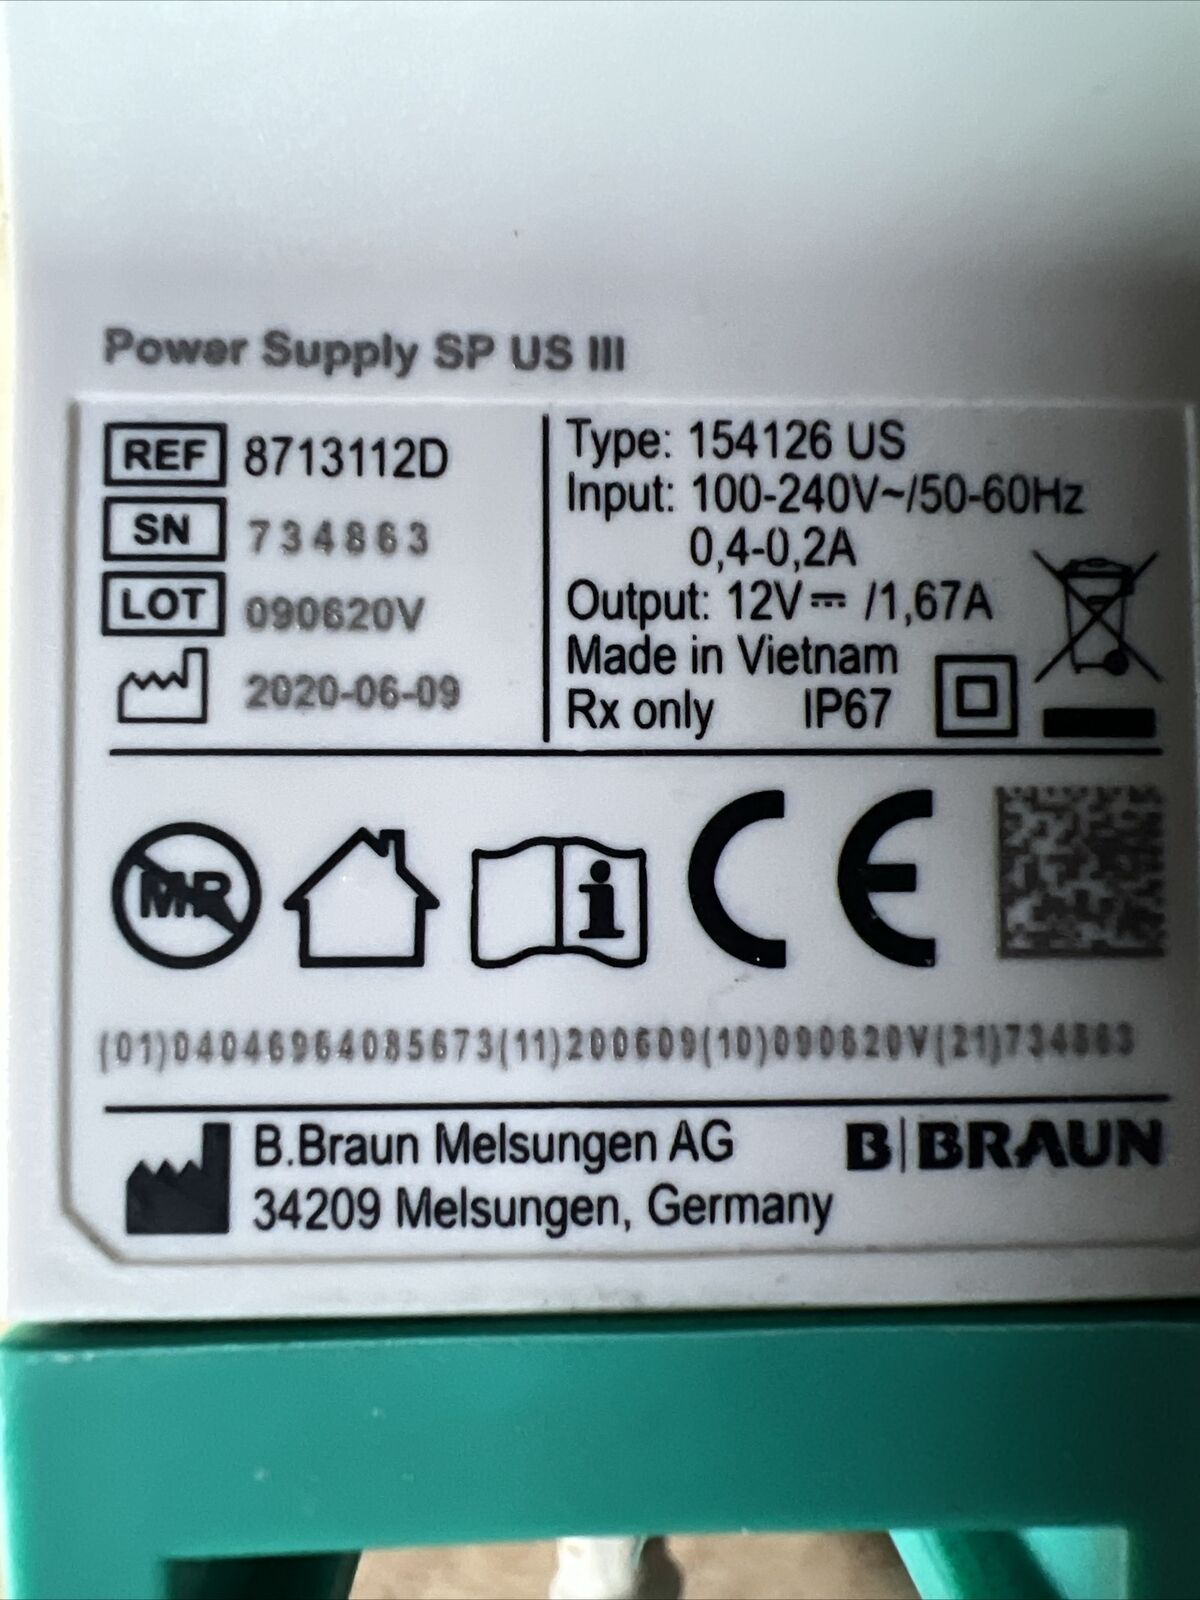 Power Supply SP US III
REF 8713112D
SN 734863
LOT 090620V
2020-06-09
Type: 154126 US
Input: 100-240V~/50-60Hz
0,4-0,2A
Output: 12V⎓ /1,67A
Made in Vietnam
Rx only IP67
MR
i
CE
(01)04046964085673(11)200609(10)090620V(21)734863
B.Braun Melsungen AG
34209 Melsungen, Germany
B|BRAUN